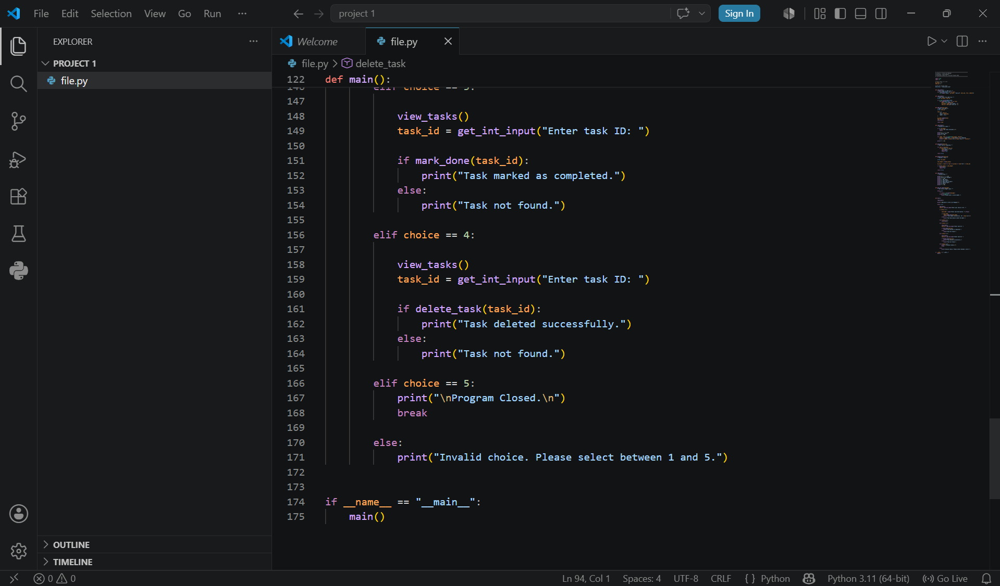 File Edit Selection View Go Run ··· project 1 Sign In
EXPLORER ···
PROJECT 1
file.py
OUTLINE
TIMELINE
Welcome file.py
file.py > delete_task
122 def main():
146 elif choice == 3:
147
148 view_tasks()
149 task_id = get_int_input("Enter task ID: ")
150
151 if mark_done(task_id):
152 print("Task marked as completed.")
153 else:
154 print("Task not found.")
155
156 elif choice == 4:
157
158 view_tasks()
159 task_id = get_int_input("Enter task ID: ")
160
161 if delete_task(task_id):
162 print("Task deleted successfully.")
163 else:
164 print("Task not found.")
165
166 elif choice == 5:
167 print("\nProgram Closed.\n")
168 break
169
170 else:
171 print("Invalid choice. Please select between 1 and 5.")
172
173
174 if __name__ == "__main__":
175 main()
0 0 Ln 94, Col 1 Spaces: 4 UTF-8 CRLF { } Python Python 3.11 (64-bit) Go Live